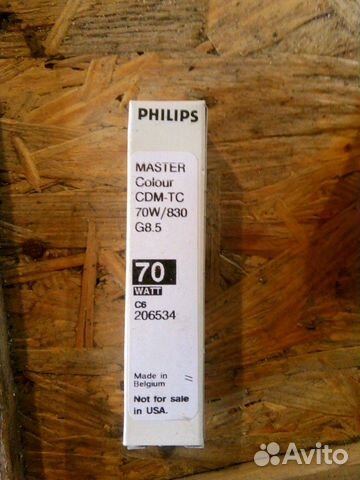 PHILIPS
MASTER
Colour
CDM-TC
70W/830
G8.5
70
WATT
C6
206534
Made in
Belgium
Not for sale
in USA.
Avito